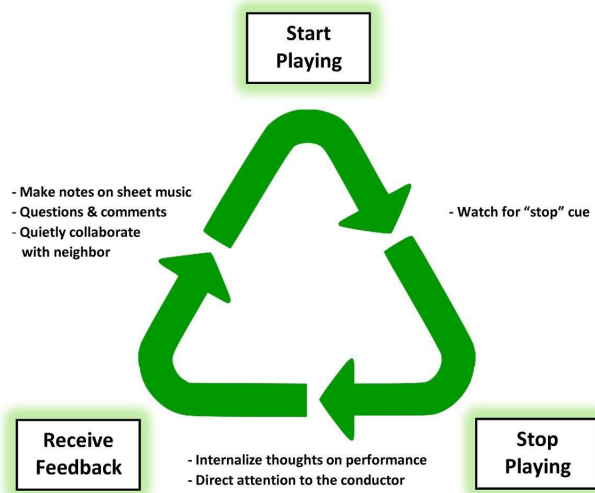 Start
Playing
- Make notes on sheet music
- Questions & comments
- Quietly collaborate
with neighbor
- Watch for “stop” cue
Receive
Feedback
- Internalize thoughts on performance
- Direct attention to the conductor
Stop
Playing